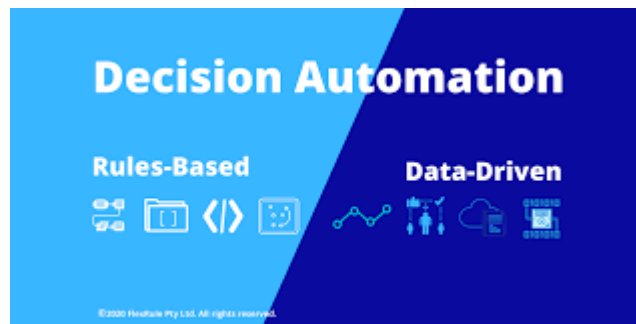 Decision Automation
Rules-Based
Data-Driven
©2020 FlexRule Pty Ltd. All rights reserved.